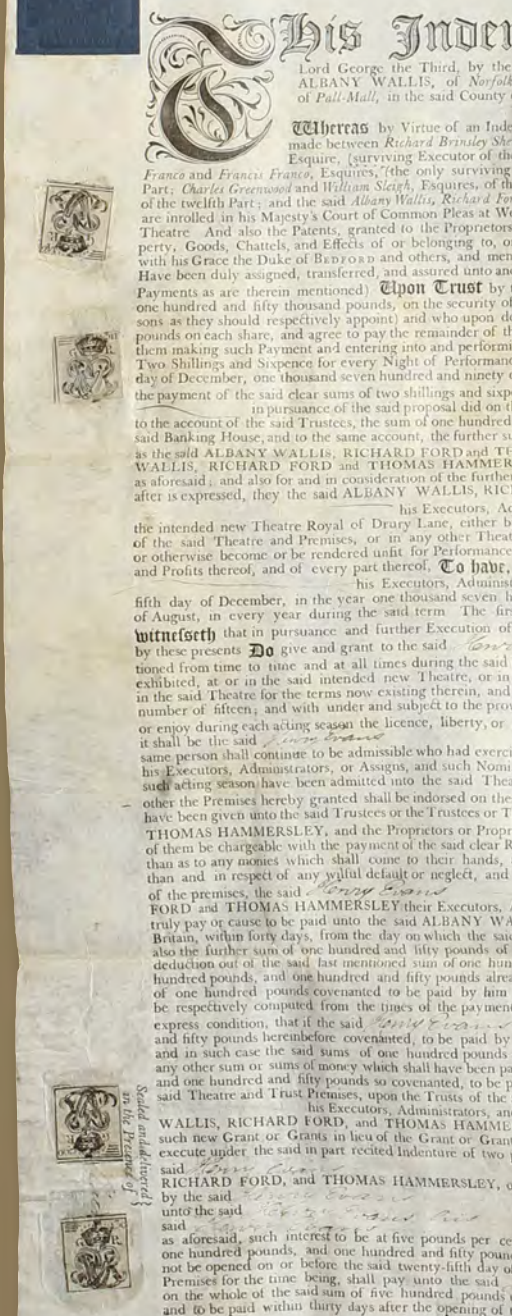 This Inden
Lord George the Third, by the
ALBANY WALLIS, of Norfolk
of Pall-Mall, in the said County
Whereas by Virtue of an Inde
made between Richard Brinsley She
Esquire, (surviving Executor of the
Franco and Francis Franco, Esquires, (the only surviving
Part; Charles Greenwood and William Sleigh, Esquires, of th
of the twelfth Part; and the said Albany Wallis, Richard For
are inrolled in his Majesty's Court of Common Pleas at We
Theatre And also the Patents, granted to the Proprietors
perty, Goods, Chattels, and Effects of or belonging to, o
with his Grace the Duke of BEDFORD and others, and men
Have been duly assigned, transferred, and assured unto and
Payments as are therein mentioned) Upon Trust by
one hundred and fifty thousand pounds, on the security of
sons as they should respectively appoint) and who upon de
pounds on each share, and agree to pay the remainder of th
them making such Payment and entering into and performi
Two Shillings and Sixpence for every Night of Performanc
day of December, one thousand seven hundred and ninety
the payment of the said clear sums of two shillings and sixpe
in pursuance of the said proposal did on t
to the account of the said Trustees, the sum of one hundred
said Banking House, and to the same account, the further su
as the said ALBANY WALLIS, RICHARD FORD and TH
WALLIS, RICHARD FORD and THOMAS HAMMER
as aforesaid; and also for and in consideration of the further
after is expressed, they the said ALBANY WALLIS, RICH
his Executors, Ad
the intended new Theatre Royal of Drury Lane, either b
of the said Theatre and Premises, or in any other Theat
or otherwise become or be rendered unfit for Performance
and Profits thereof, and of every part thereof, To have,
his Executors, Administ
fifth day of December, in the year one thousand seven h
of August, in every year during the said term The fir
witnesseth that in pursuance and further Execution of
by these presents Do give and grant to the said Henr
tioned from time to time and at all times during the said
exhibited, at or in the said intended new Theatre, or in
in the said Theatre for the terms now existing therein, and
number of fifteen; and with under and subject to the prov
or enjoy during each acting season the licence, liberty, or
it shall be the said Henry Evans
same person shall continue to be admissible who had exerci
his Executors, Administrators, or Assigns, and such Nomi
such acting season have been admitted into the said Thea
other the Premises hereby granted shall be indorsed on the
have been given unto the said Trustees or the Trustees or T
THOMAS HAMMERSLEY, and the Proprietors or Propr
of them be chargeable with the payment of the said clear R
than as to any monies which shall come to their hands,
than and in respect of any wilful default or neglect, and
of the premises, the said Henry Evans
FORD and THOMAS HAMMERSLEY their Executors,
truly pay or cause to be paid unto the said ALBANY WA
Britain, within forty days, from the day on which the said
also the further sum of one hundred and fifty pounds of
deduction out of the said last mentioned sum of one hun
hundred pounds, and one hundred and fifty pounds alrea
of one hundred pounds covenanted to be paid by him
be respectively computed from the times of the paymen
express condition, that if the said Henry Evans
and fifty pounds hereinbefore covenanted, to be paid by
and in such case the said sums of one hundred pounds
any other sum or sums of money which shall have been pa
and one hundred and fifty pounds so covenanted, to be p
said Theatre and Trust Premises, upon the Trusts of the
his Executors, Administrators, and
WALLIS, RICHARD FORD, and THOMAS HAMME
such new Grant or Grants in lieu of the Grant or Grant
execute under the said in part recited Indenture of two
said Henry Evans
RICHARD FORD, and THOMAS HAMMERSLEY, o
by the said Henry Evans
unto the said Henry Evans
said Henry Evans
as aforesaid, such interest to be at five pounds per ce
one hundred pounds, and one hundred and fifty poun
not be opened on or before the said twenty-fifth day of
Premises for the time being, shall pay unto the said
on the whole of the said sum of five hundred pounds
and to be paid within thirty days after the opening of
Sealed and delivered
in the Presence of